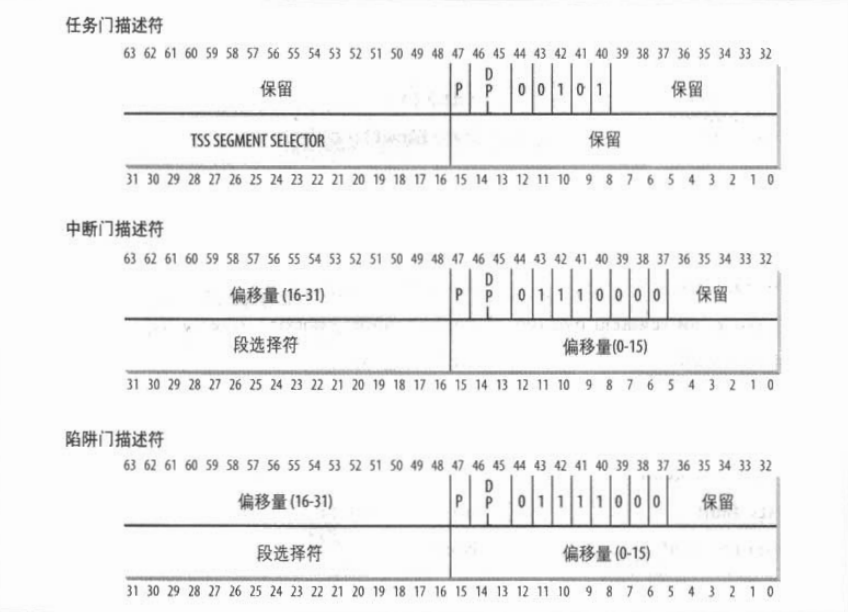 任务门描述符
63 62 61 60 59 58 57 56 55 54 53 52 51 50 49 48 47 46 45 44 43 42 41 40 39 38 37 36 35 34 33 32
保留 P DPL 0 0 1 0 1 保留
TSS SEGMENT SELECTOR 保留
31 30 29 28 27 26 25 24 23 22 21 20 19 18 17 16 15 14 13 12 11 10 9 8 7 6 5 4 3 2 1 0
中断门描述符
63 62 61 60 59 58 57 56 55 54 53 52 51 50 49 48 47 46 45 44 43 42 41 40 39 38 37 36 35 34 33 32
偏移量(16-31) P DPL 0 1 1 1 0 0 0 0 保留
段选择符 偏移量(0-15)
31 30 29 28 27 26 25 24 23 22 21 20 19 18 17 16 15 14 13 12 11 10 9 8 7 6 5 4 3 2 1 0
陷阱门描述符
63 62 61 60 59 58 57 56 55 54 53 52 51 50 49 48 47 46 45 44 43 42 41 40 39 38 37 36 35 34 33 32
偏移量(16-31) P DPL 0 1 1 1 1 0 0 0 保留
段选择符 偏移量(0-15)
31 30 29 28 27 26 25 24 23 22 21 20 19 18 17 16 15 14 13 12 11 10 9 8 7 6 5 4 3 2 1 0